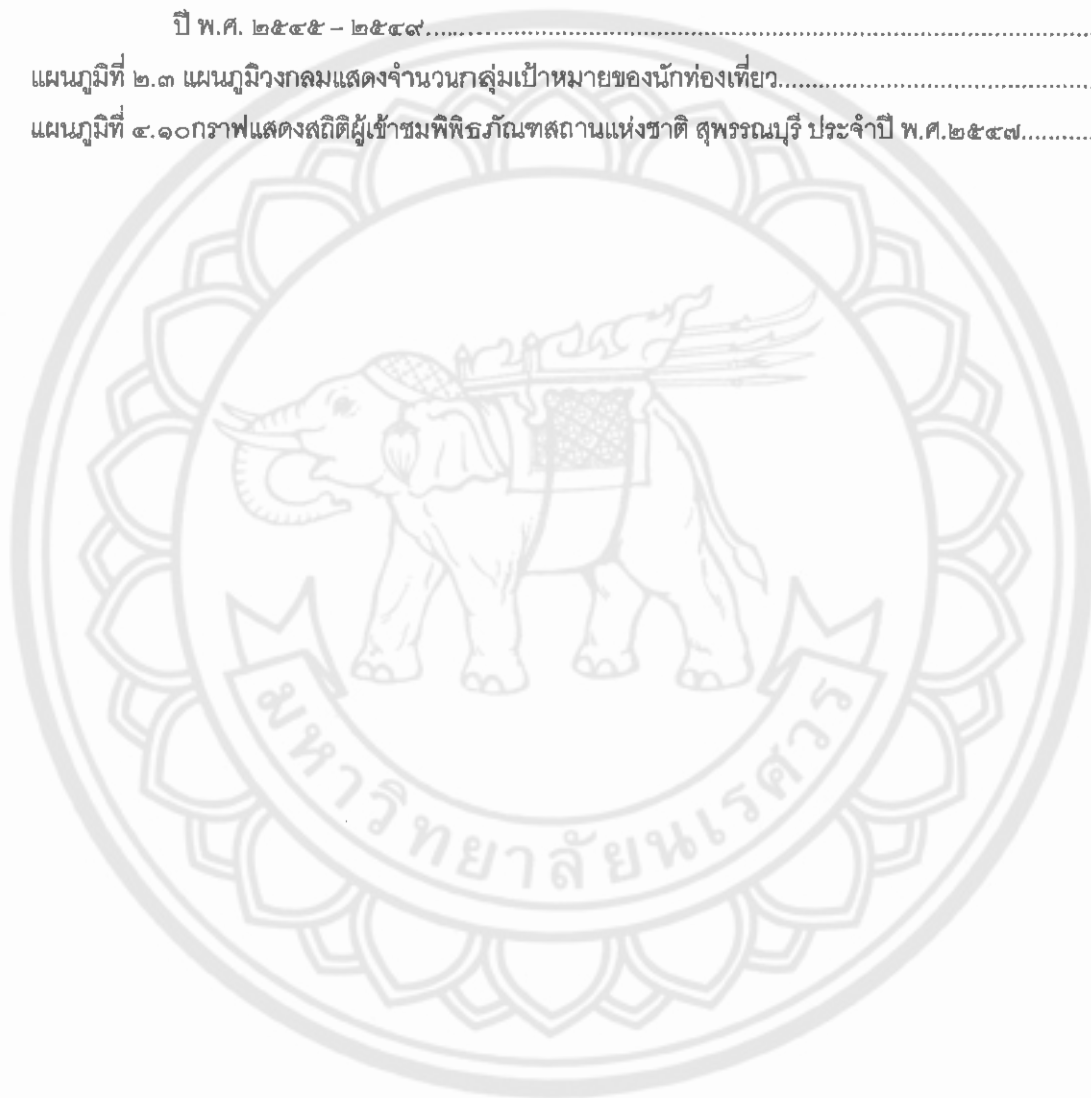 ปี พ.ศ. ๒๕๔๕ – ๒๕๔๙
แผนภูมิที่ ๒.๓ แผนภูมิวงกลมแสดงจำนวนกลุ่มเป้าหมายของนักท่องเที่ยว
แผนภูมิที่ ๔.๑๐กราฟแสดงสถิติผู้เข้าชมพิพิธภัณฑสถานแห่งชาติ สุพรรณบุรี ประจำปี พ.ศ.๒๕๔๗
มหาวิทยาลัยนเรศวร